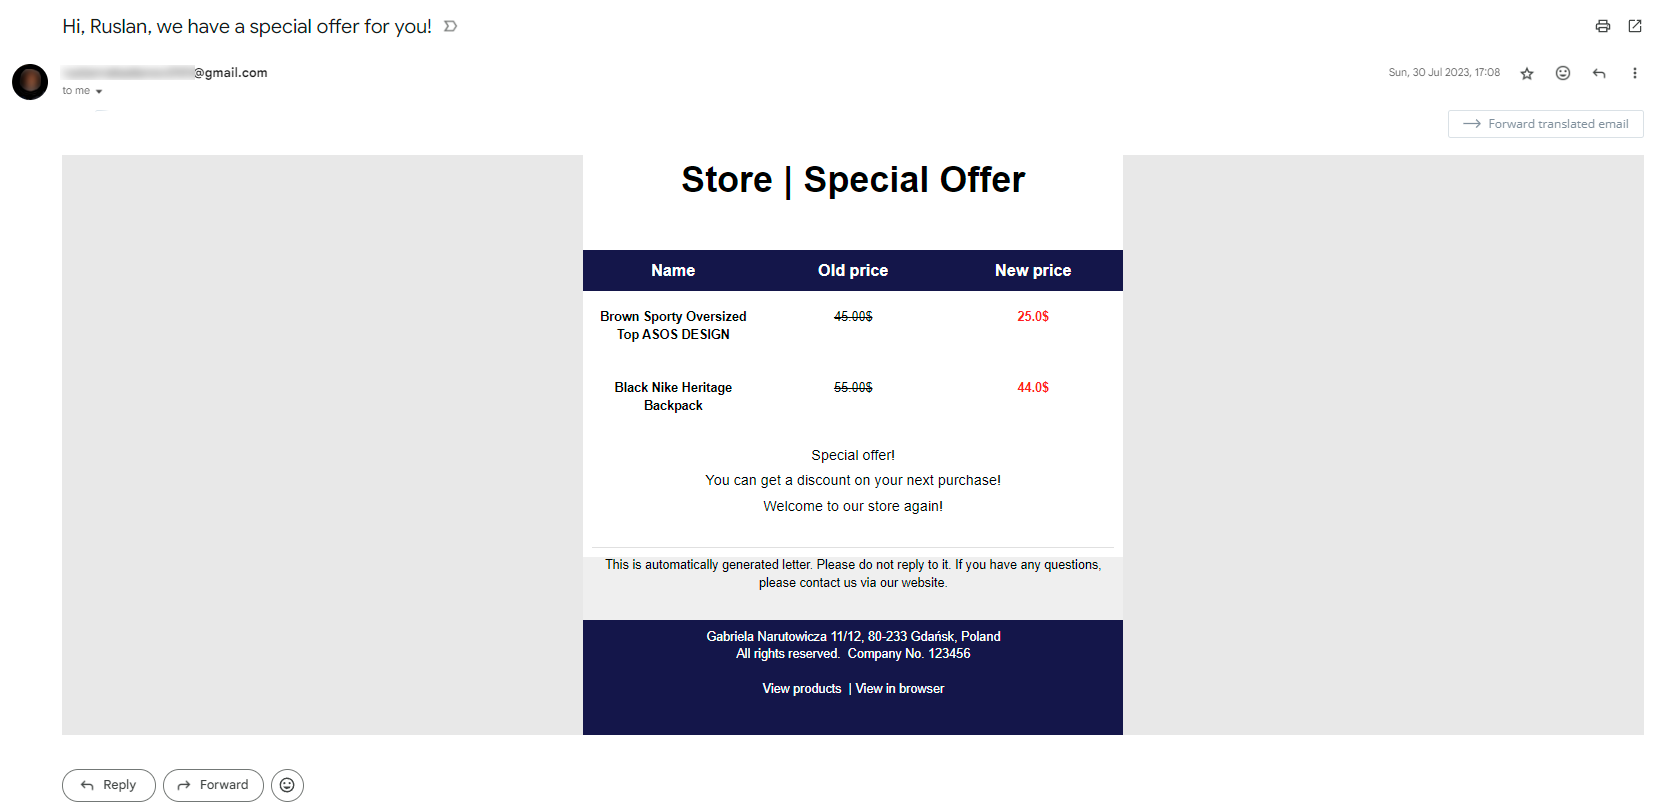 Hi, Ruslan, we have a special offer for you!
@gmail.com
Sun, 30 Jul 2023, 17:08
to me
Forward translated email
Store | Special Offer
Name Old price New price
Brown Sporty Oversized
Top ASOS DESIGN
45.00$ 25.0$
Black Nike Heritage
Backpack
55.00$ 44.0$
Special offer!
You can get a discount on your next purchase!
Welcome to our store again!
This is automatically generated letter. Please do not reply to it. If you have any questions,
please contact us via our website.
Gabriela Narutowicza 11/12, 80-233 Gdańsk, Poland
All rights reserved. Company No. 123456
View products | View in browser
Reply
Forward